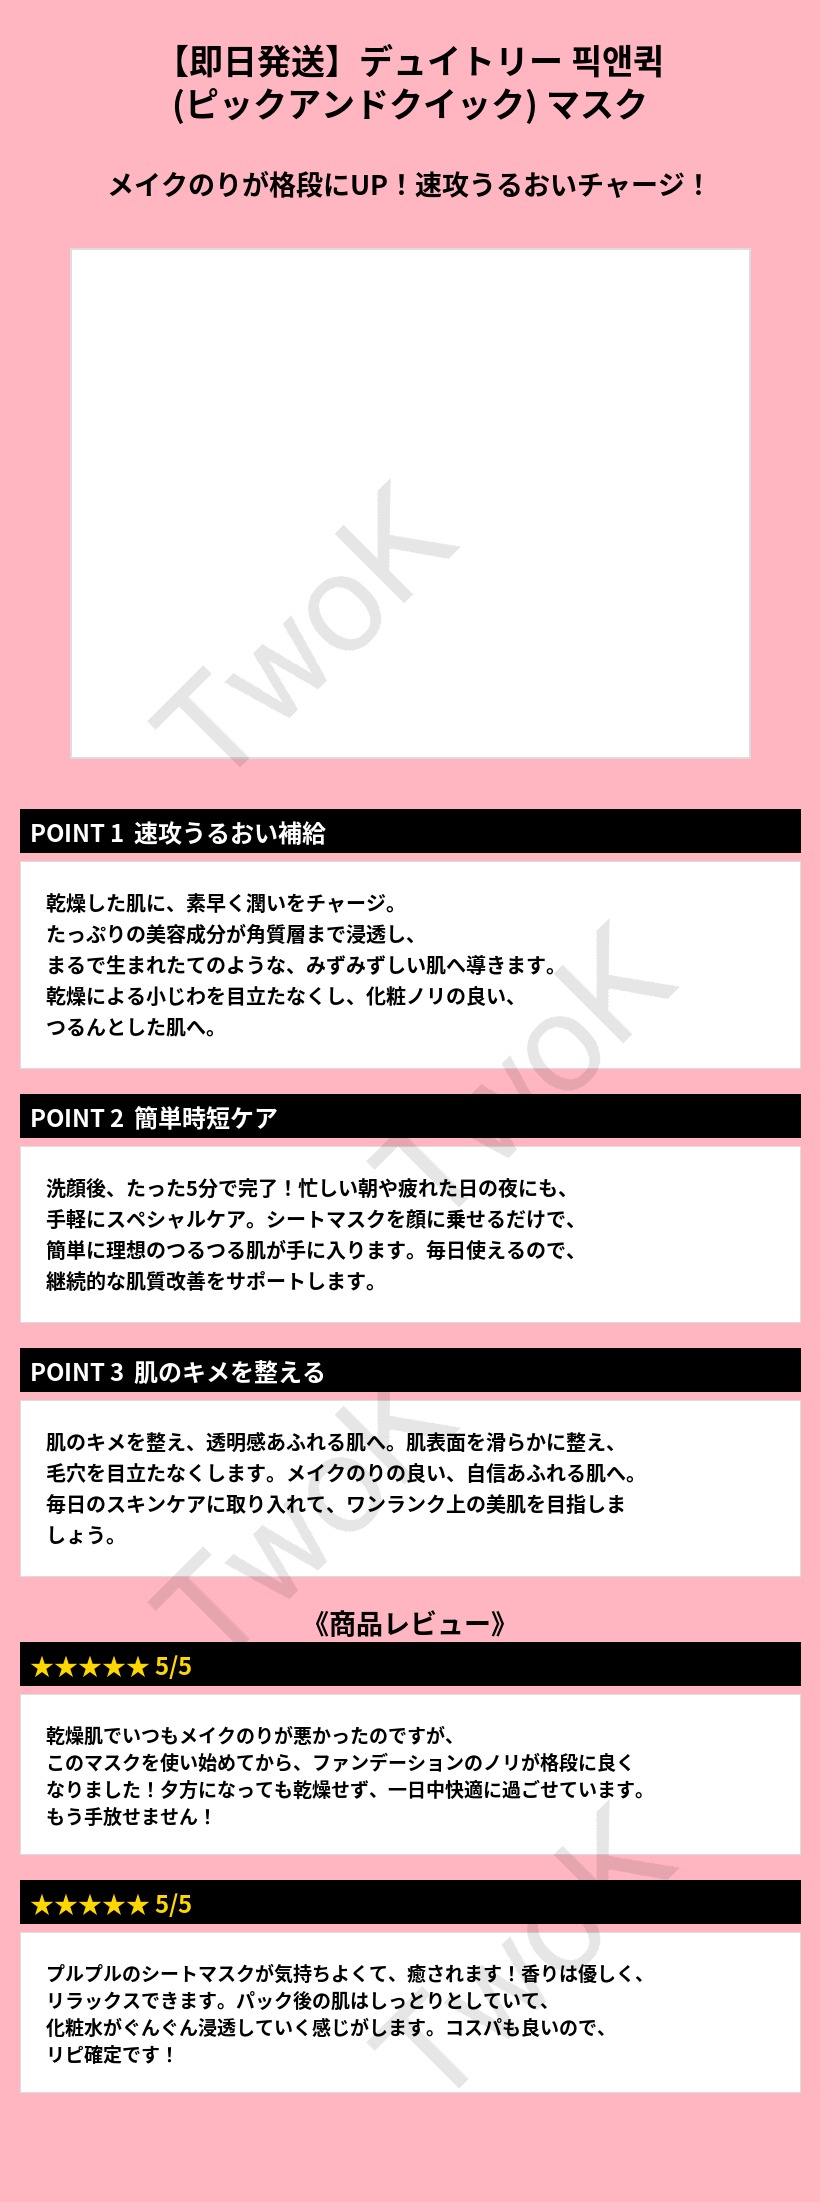 【即日発送】デュイトリー 픽앤퀵
(ピックアンドクイック) マスク
メイクのりが格段にUP！速攻うるおいチャージ！
TwoK
POINT 1 速攻うるおい補給
乾燥した肌に、素早く潤いをチャージ。
たっぷりの美容成分が角質層まで浸透し、
まるで生まれたてのような、みずみずしい肌へ導きます。
乾燥による小じわを目立たなくし、化粧ノリの良い、
つるんとした肌へ。
TwoK
POINT 2 簡単時短ケア
洗顔後、たった5分で完了！忙しい朝や疲れた日の夜にも、
手軽にスペシャルケア。シートマスクを顔に乗せるだけで、
簡単に理想のつるつる肌が手に入ります。毎日使えるので、
継続的な肌質改善をサポートします。
POINT 3 肌のキメを整える
肌のキメを整え、透明感あふれる肌へ。肌表面を滑らかに整え、
毛穴を目立たなくします。メイクのりの良い、自信あふれる肌へ。
毎日のスキンケアに取り入れて、ワンランク上の美肌を目指しま
しょう。
TwoK
《商品レビュー》
★★★★★ 5/5
乾燥肌でいつもメイクのりが悪かったのですが、
このマスクを使い始めてから、ファンデーションのノリが格段に良く
なりました！夕方になっても乾燥せず、一日中快適に過ごせています。
もう手放せません！
★★★★★ 5/5
プルプルのシートマスクが気持ちよくて、癒されます！香りは優しく、
リラックスできます。パック後の肌はしっとりとしていて、
化粧水がぐんぐん浸透していく感じがします。コスパも良いので、
リピ確定です！
TwoK